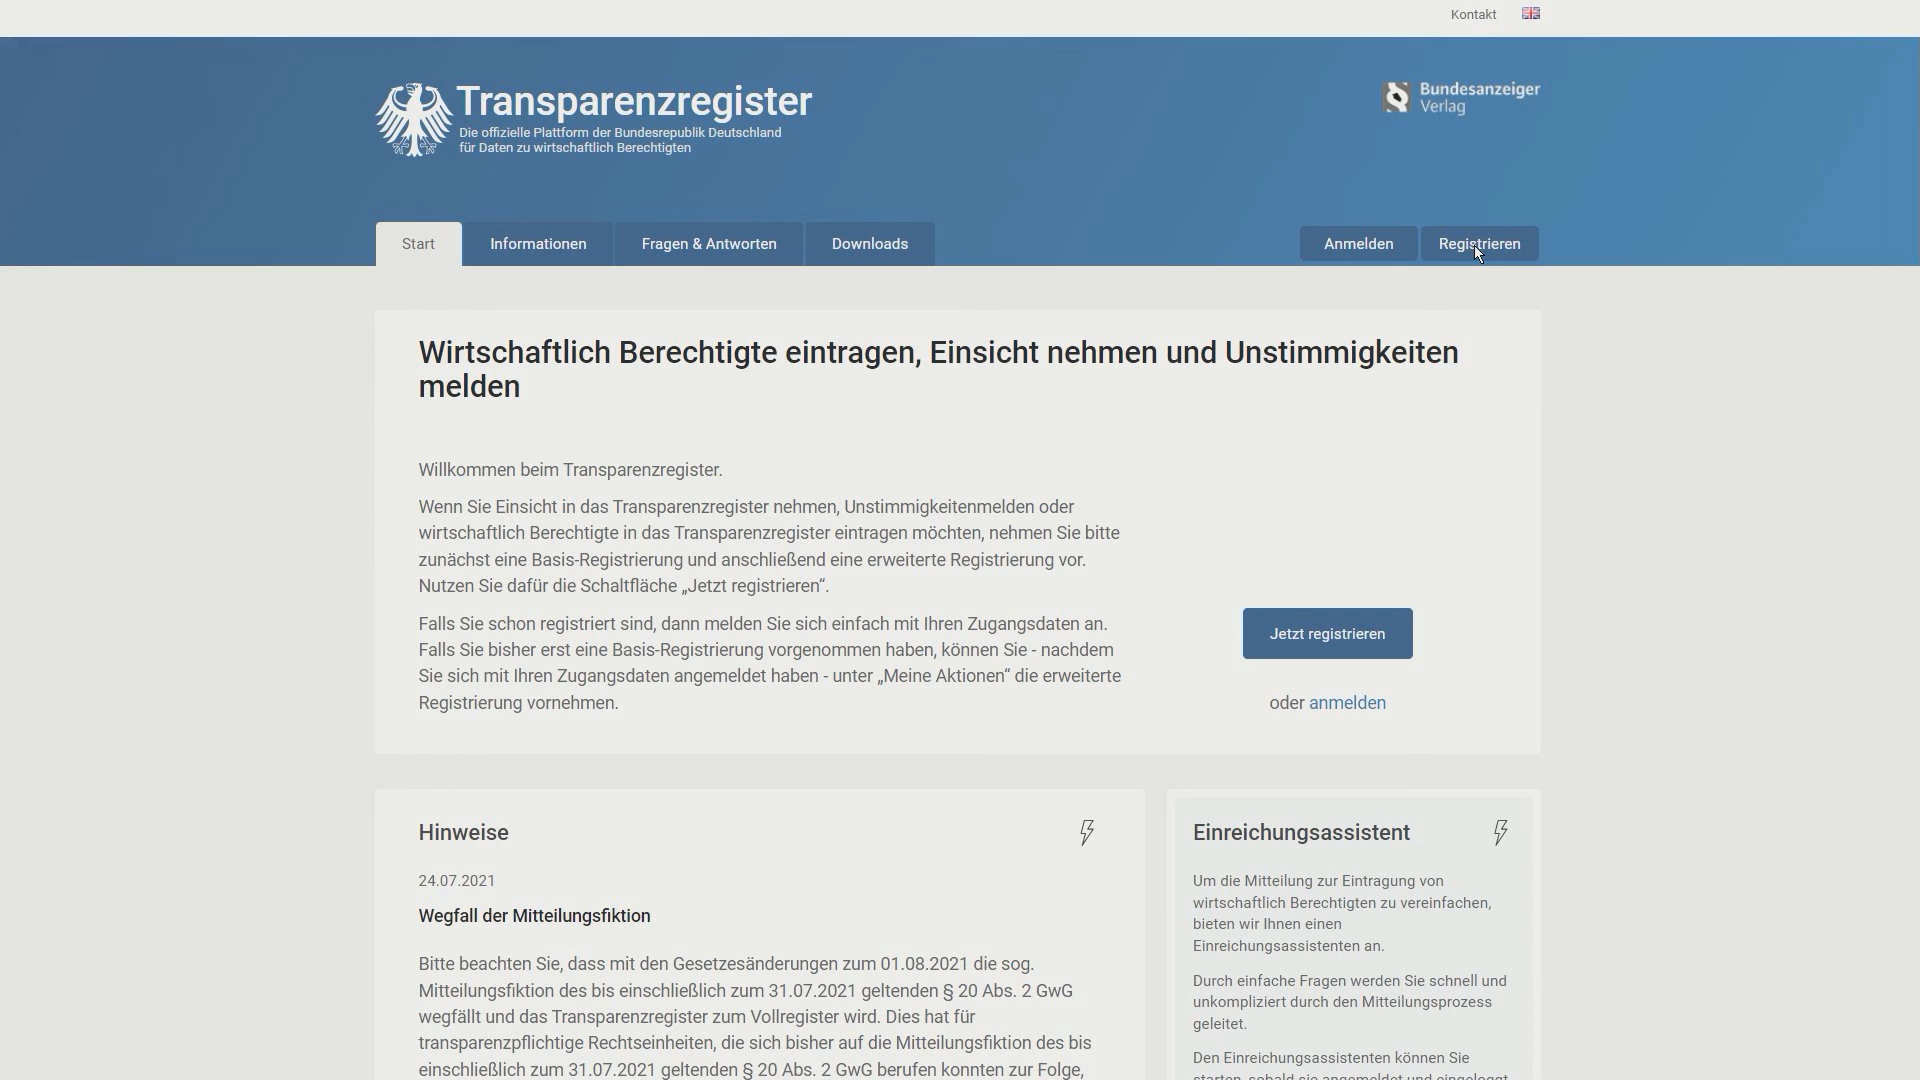 Kontakt
Transparenzregister
Die offizielle Plattform der Bundesrepublik Deutschland
für Daten zu wirtschaftlich Berechtigten
Bundesanzeiger
Verlag
Start
Informationen
Fragen & Antworten
Downloads
Anmelden
Registrieren
Wirtschaftlich Berechtigte eintragen, Einsicht nehmen und Unstimmigkeiten
melden
Willkommen beim Transparenzregister.
Wenn Sie Einsicht in das Transparenzregister nehmen, Unstimmigkeitenmelden oder
wirtschaftlich Berechtigte in das Transparenzregister eintragen möchten, nehmen Sie bitte
zunächst eine Basis-Registrierung und anschließend eine erweiterte Registrierung vor.
Nutzen Sie dafür die Schaltfläche „Jetzt registrieren“.
Falls Sie schon registriert sind, dann melden Sie sich einfach mit Ihren Zugangsdaten an.
Falls Sie bisher erst eine Basis-Registrierung vorgenommen haben, können Sie - nachdem
Sie sich mit Ihren Zugangsdaten angemeldet haben - unter „Meine Aktionen“ die erweiterte
Registrierung vornehmen.
Jetzt registrieren
oder anmelden
Hinweise
24.07.2021
Wegfall der Mitteilungsfiktion
Bitte beachten Sie, dass mit den Gesetzesänderungen zum 01.08.2021 die sog.
Mitteilungsfiktion des bis einschließlich zum 31.07.2021 geltenden § 20 Abs. 2 GwG
wegfällt und das Transparenzregister zum Vollregister wird. Dies hat für
transparenzpflichtige Rechtseinheiten, die sich bisher auf die Mitteilungsfiktion des bis
einschließlich zum 31.07.2021 geltenden § 20 Abs. 2 GwG berufen konnten zur Folge,
Einreichungsassistent
Um die Mitteilung zur Eintragung von
wirtschaftlich Berechtigten zu vereinfachen,
bieten wir Ihnen einen
Einreichungsassistenten an.
Durch einfache Fragen werden Sie schnell und
unkompliziert durch den Mitteilungsprozess
geleitet.
Den Einreichungsassistenten können Sie
starten, sobald sie angemeldet und eingeloggt